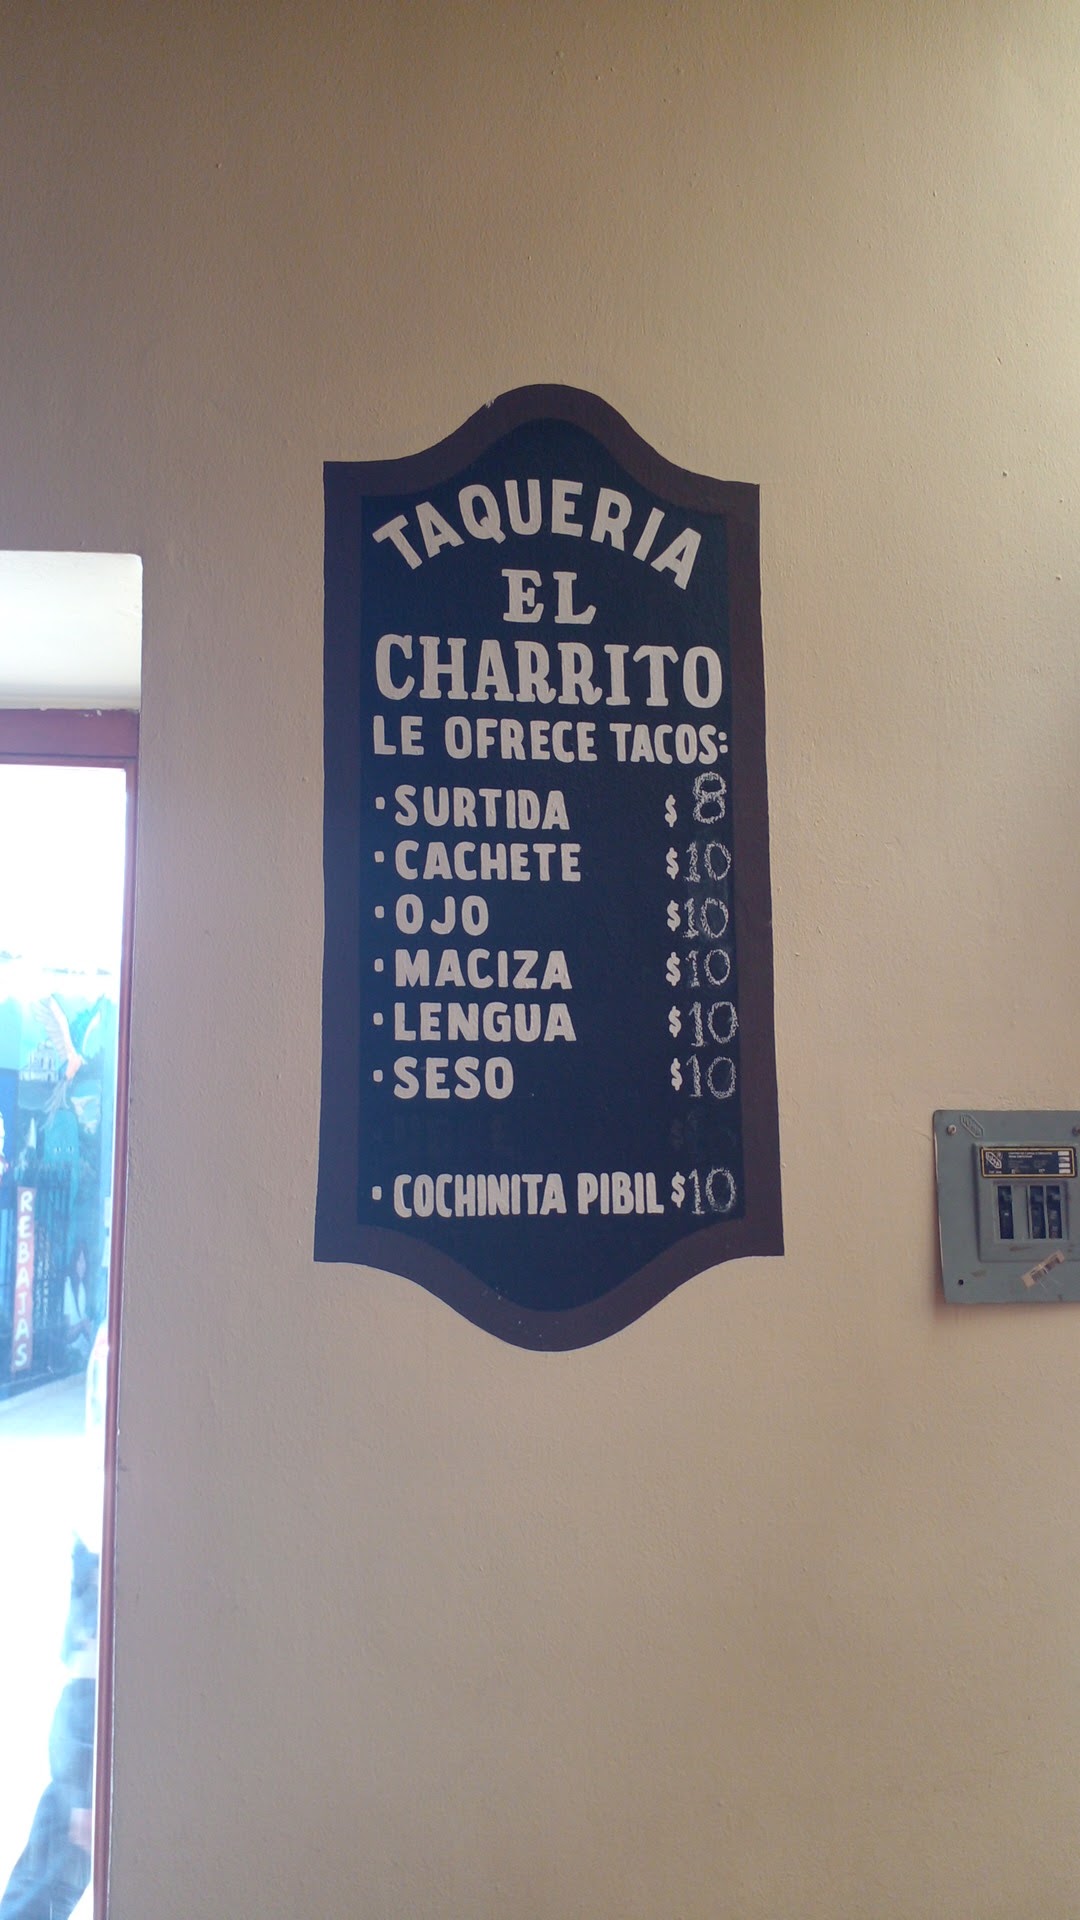 TAQUERIA
EL
CHARRITO
LE OFRECE TACOS:
· SURTIDA $ 8
· CACHETE $ 10
· OJO $ 10
· MACIZA $ 10
· LENGUA $ 10
· SESO $ 10
· COCHINITA PIBIL $ 10
REBAJAS